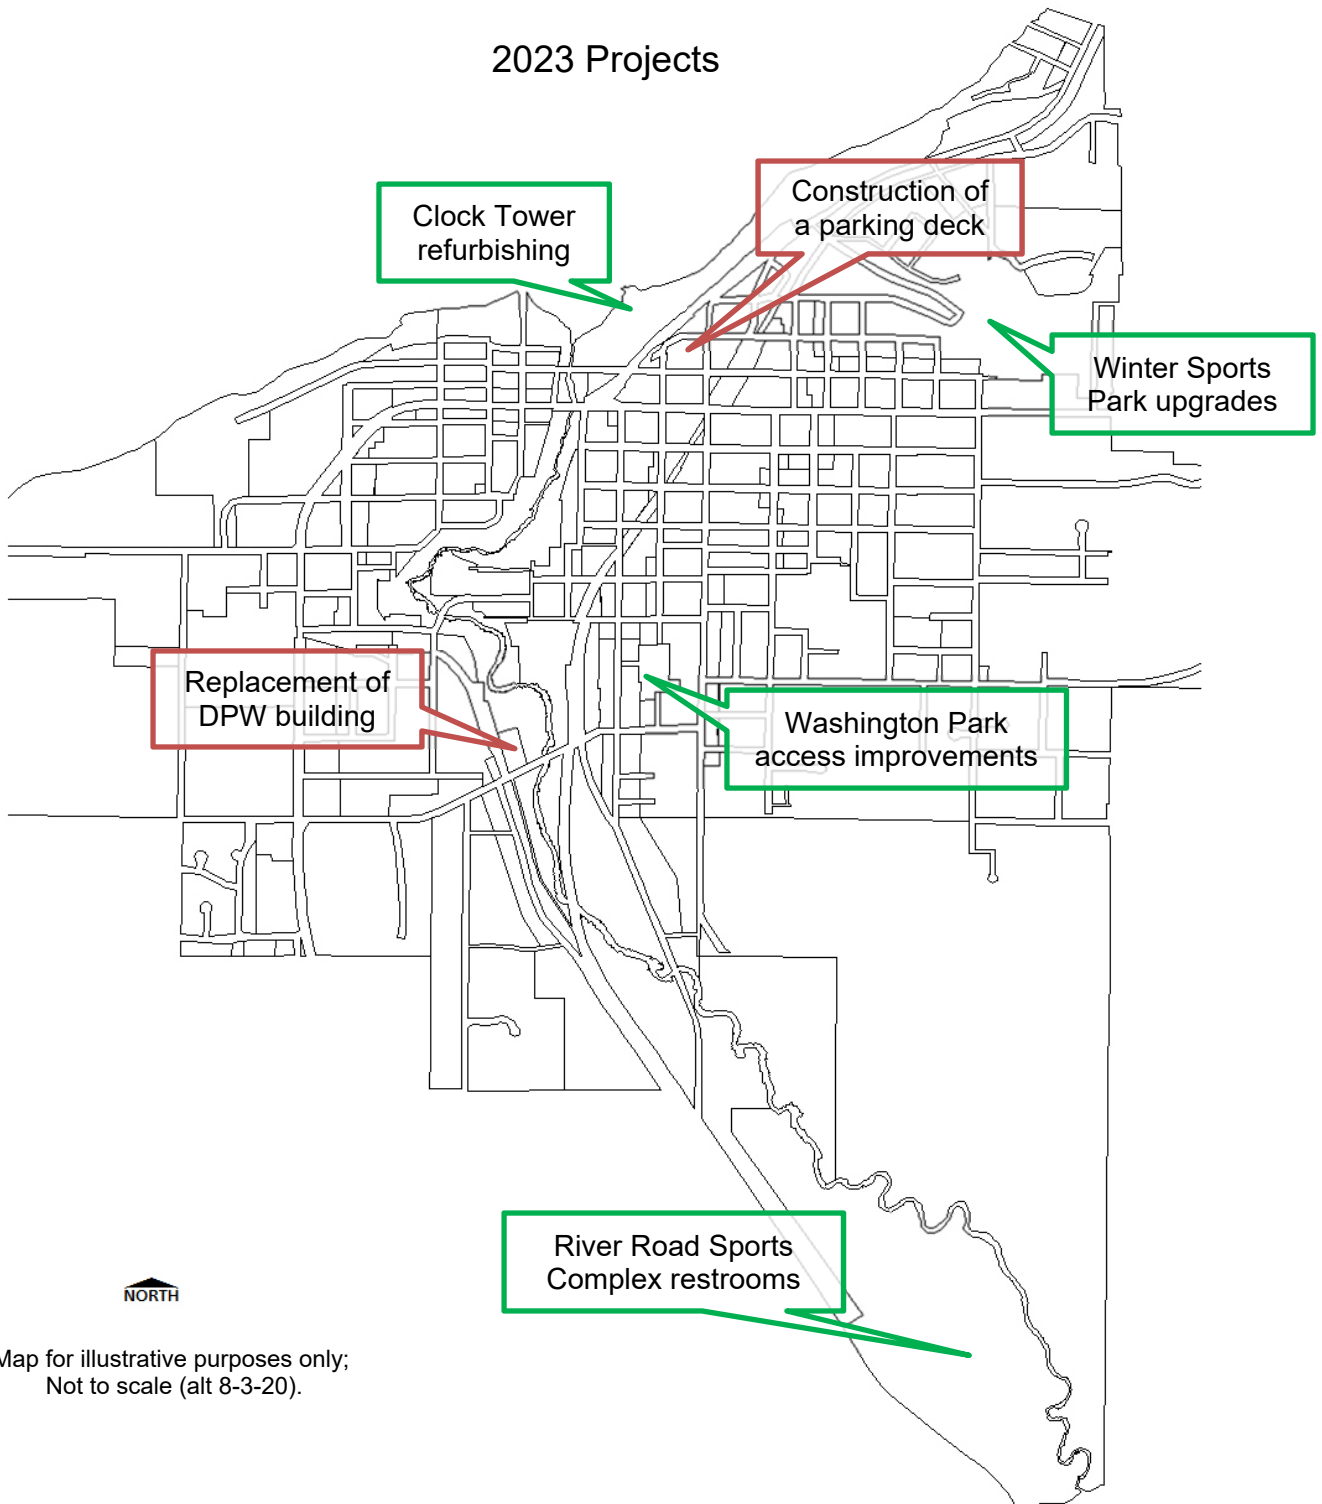 2023 Projects
Construction of
a parking deck
Clock Tower
refurbishing
Winter Sports
Park upgrades
Replacement of
DPW building
Washington Park
access improvements
River Road Sports
Complex restrooms
NORTH
Map for illustrative purposes only;
Not to scale (alt 8-3-20).